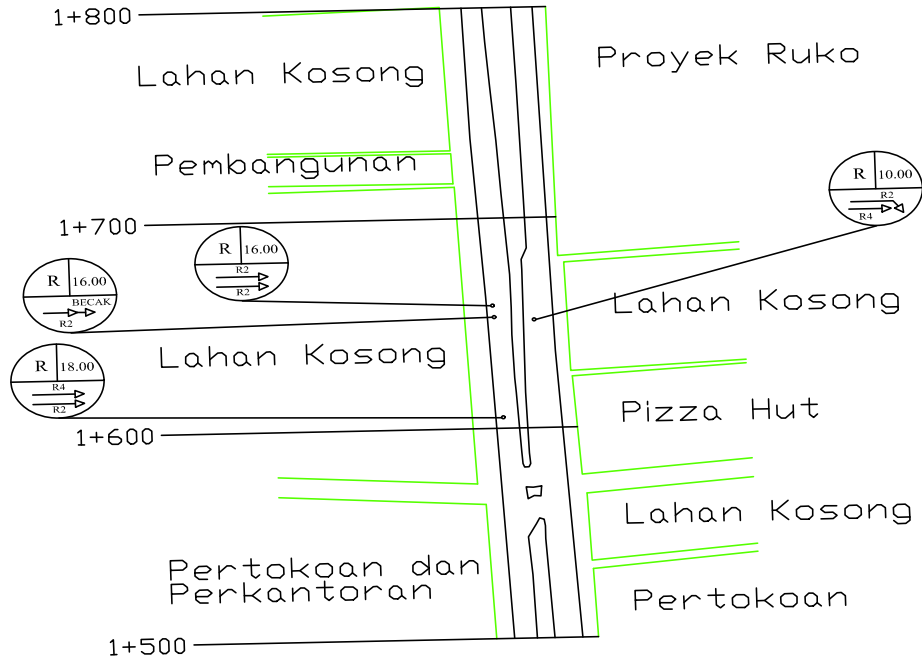 1+800
Lahan Kosong
Proyek Ruko
Pembangunan
R 10.00
R2
R4
1+700
R 16.00
R2
R2
R 16.00
BECAK
R2
Lahan Kosong
Lahan Kosong
R 18.00
R4
R2
Pizza Hut
1+600
Lahan Kosong
Pertokoan dan
Perkantoran
Pertokoan
1+500